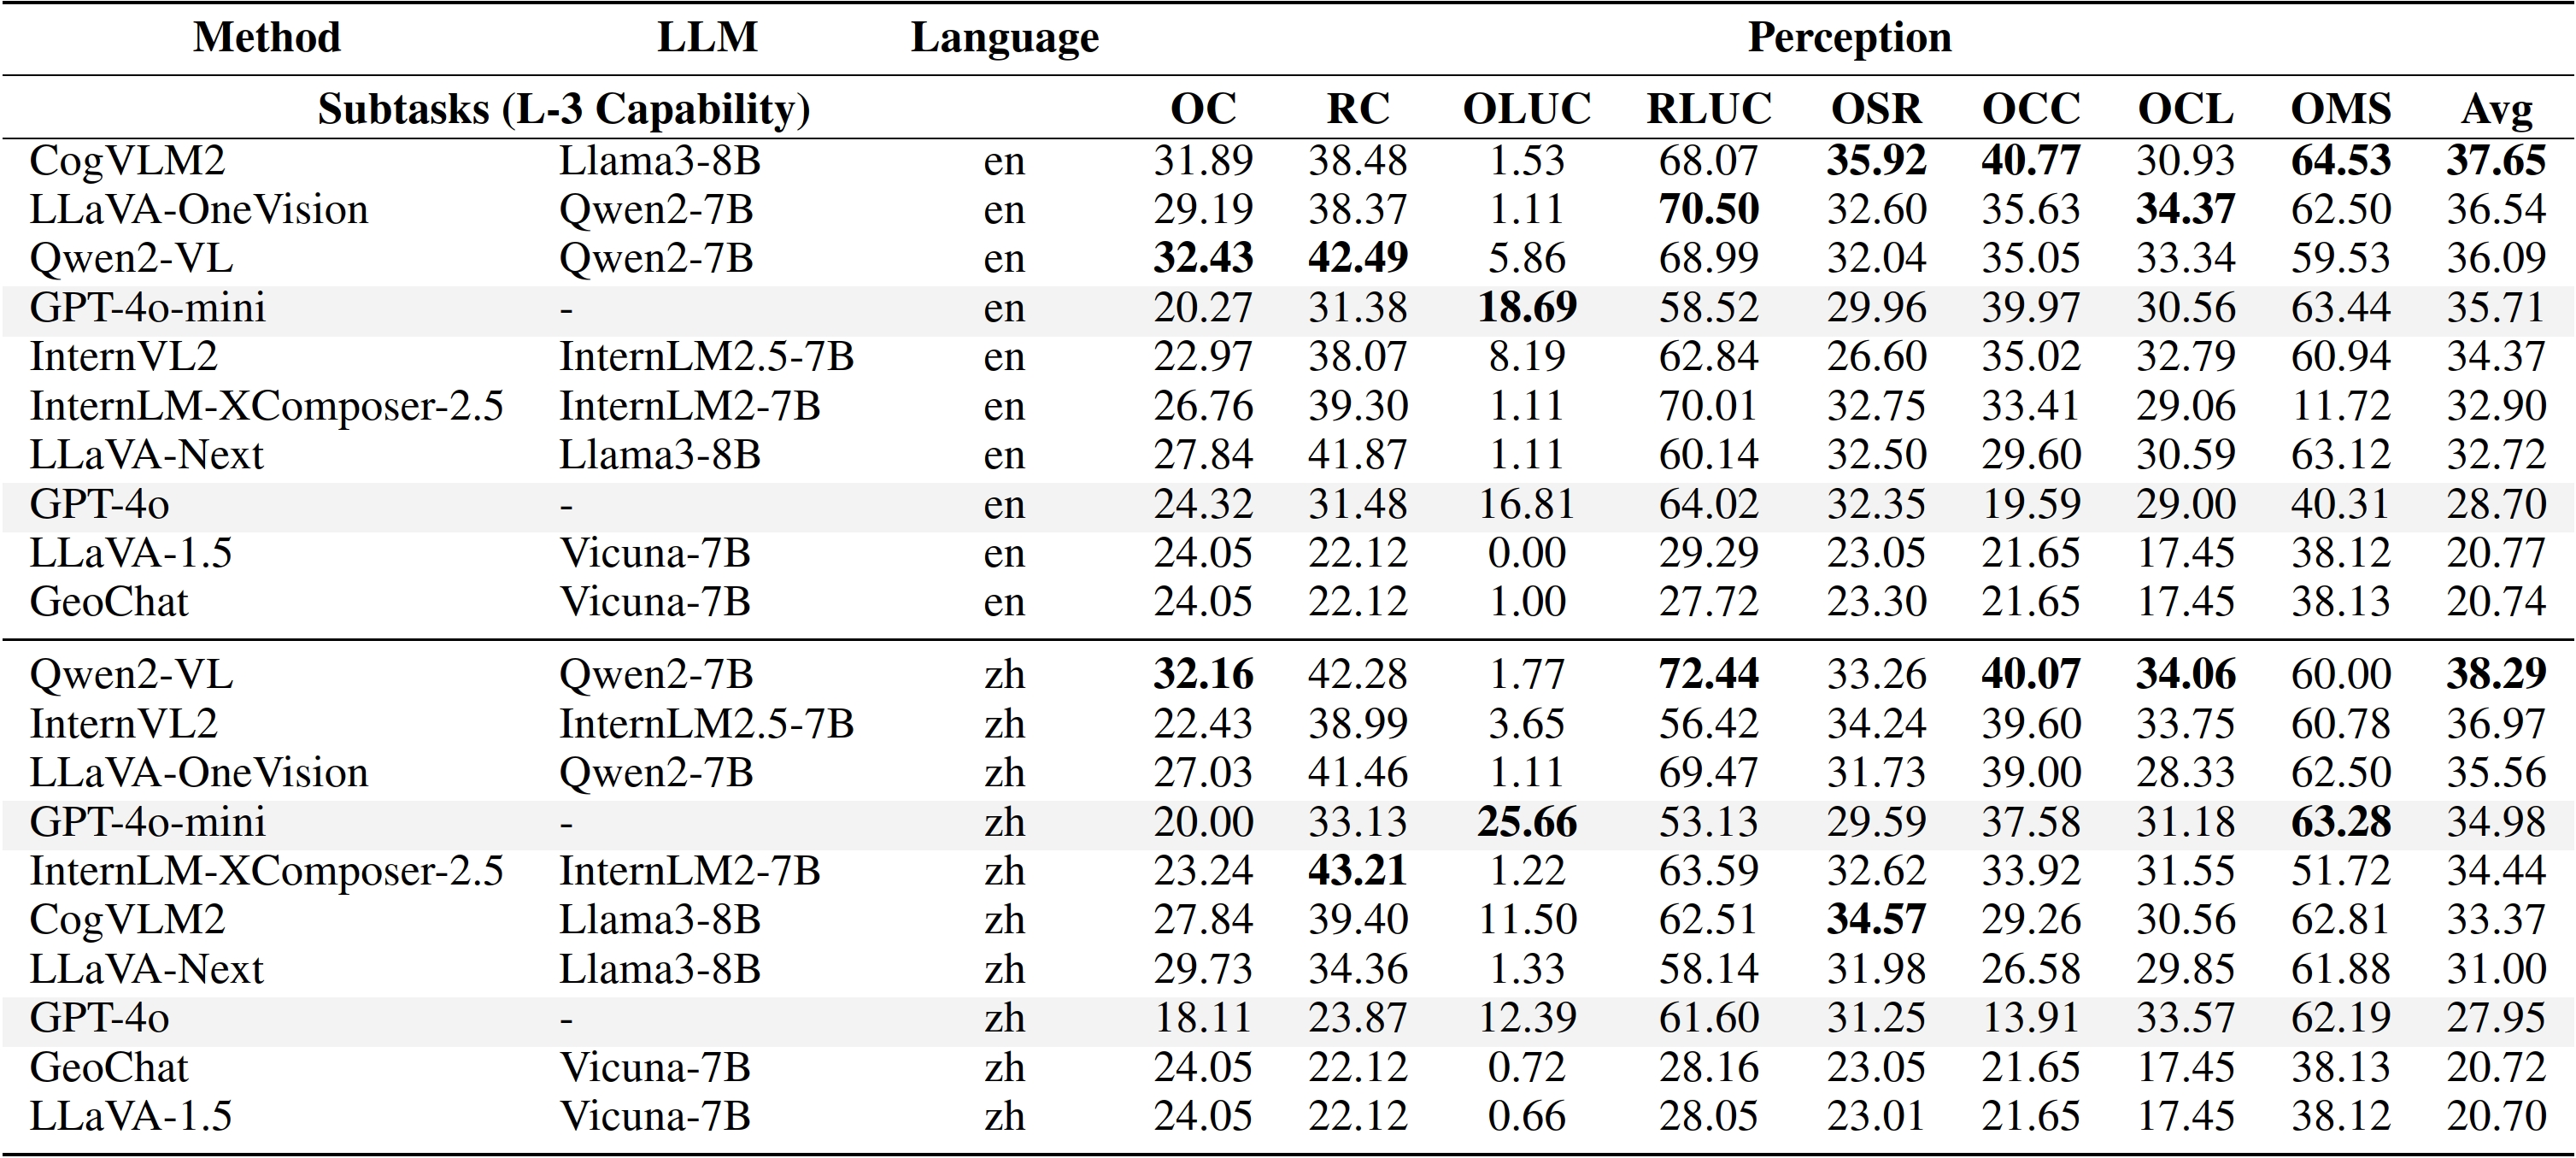 Method LLM Language Perception
Subtasks (L-3 Capability) OC RC OLUC RLUC OSR OCC OCL OMS Avg
CogVLM2 Llama3-8B en 31.89 38.48 1.53 68.07 35.92 40.77 30.93 64.53 37.65
LLaVA-OneVision Qwen2-7B en 29.19 38.37 1.11 70.50 32.60 35.63 34.37 62.50 36.54
Qwen2-VL Qwen2-7B en 32.43 42.49 5.86 68.99 32.04 35.05 33.34 59.53 36.09
GPT-4o-mini - en 20.27 31.38 18.69 58.52 29.96 39.97 30.56 63.44 35.71
InternVL2 InternLM2.5-7B en 22.97 38.07 8.19 62.84 26.60 35.02 32.79 60.94 34.37
InternLM-XComposer-2.5 InternLM2-7B en 26.76 39.30 1.11 70.01 32.75 33.41 29.06 11.72 32.90
LLaVA-Next Llama3-8B en 27.84 41.87 1.11 60.14 32.50 29.60 30.59 63.12 32.72
GPT-4o - en 24.32 31.48 16.81 64.02 32.35 19.59 29.00 40.31 28.70
LLaVA-1.5 Vicuna-7B en 24.05 22.12 0.00 29.29 23.05 21.65 17.45 38.12 20.77
GeoChat Vicuna-7B en 24.05 22.12 1.00 27.72 23.30 21.65 17.45 38.13 20.74
Qwen2-VL Qwen2-7B zh 32.16 42.28 1.77 72.44 33.26 40.07 34.06 60.00 38.29
InternVL2 InternLM2.5-7B zh 22.43 38.99 3.65 56.42 34.24 39.60 33.75 60.78 36.97
LLaVA-OneVision Qwen2-7B zh 27.03 41.46 1.11 69.47 31.73 39.00 28.33 62.50 35.56
GPT-4o-mini - zh 20.00 33.13 25.66 53.13 29.59 37.58 31.18 63.28 34.98
InternLM-XComposer-2.5 InternLM2-7B zh 23.24 43.21 1.22 63.59 32.62 33.92 31.55 51.72 34.44
CogVLM2 Llama3-8B zh 27.84 39.40 11.50 62.51 34.57 29.26 30.56 62.81 33.37
LLaVA-Next Llama3-8B zh 29.73 34.36 1.33 58.14 31.98 26.58 29.85 61.88 31.00
GPT-4o - zh 18.11 23.87 12.39 61.60 31.25 13.91 33.57 62.19 27.95
GeoChat Vicuna-7B zh 24.05 22.12 0.72 28.16 23.05 21.65 17.45 38.13 20.72
LLaVA-1.5 Vicuna-7B zh 24.05 22.12 0.66 28.05 23.01 21.65 17.45 38.12 20.70